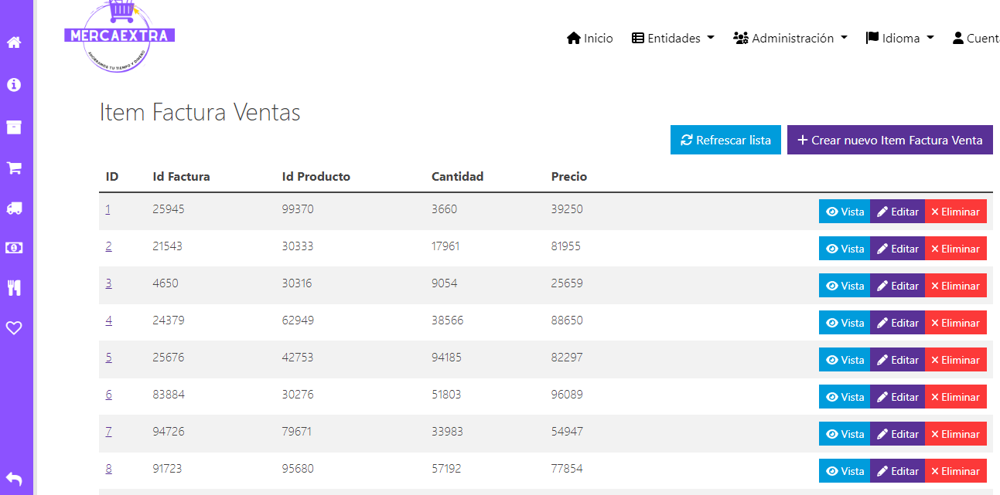 MERCAEXTRA
AHORRAMOS TU TIEMPO Y DINERO
Inicio Entidades Administración Idioma Cuent
Item Factura Ventas
Refrescar lista + Crear nuevo Item Factura Venta
ID Id Factura Id Producto Cantidad Precio
1 25945 99370 3660 39250 Vista Editar Eliminar
2 21543 30333 17961 81955 Vista Editar Eliminar
3 4650 30316 9054 25659 Vista Editar Eliminar
4 24379 62949 38566 88650 Vista Editar Eliminar
5 25676 42753 94185 82297 Vista Editar Eliminar
6 83884 30276 51803 96089 Vista Editar Eliminar
7 94726 79671 33983 54947 Vista Editar Eliminar
8 91723 95680 57192 77854 Vista Editar Eliminar